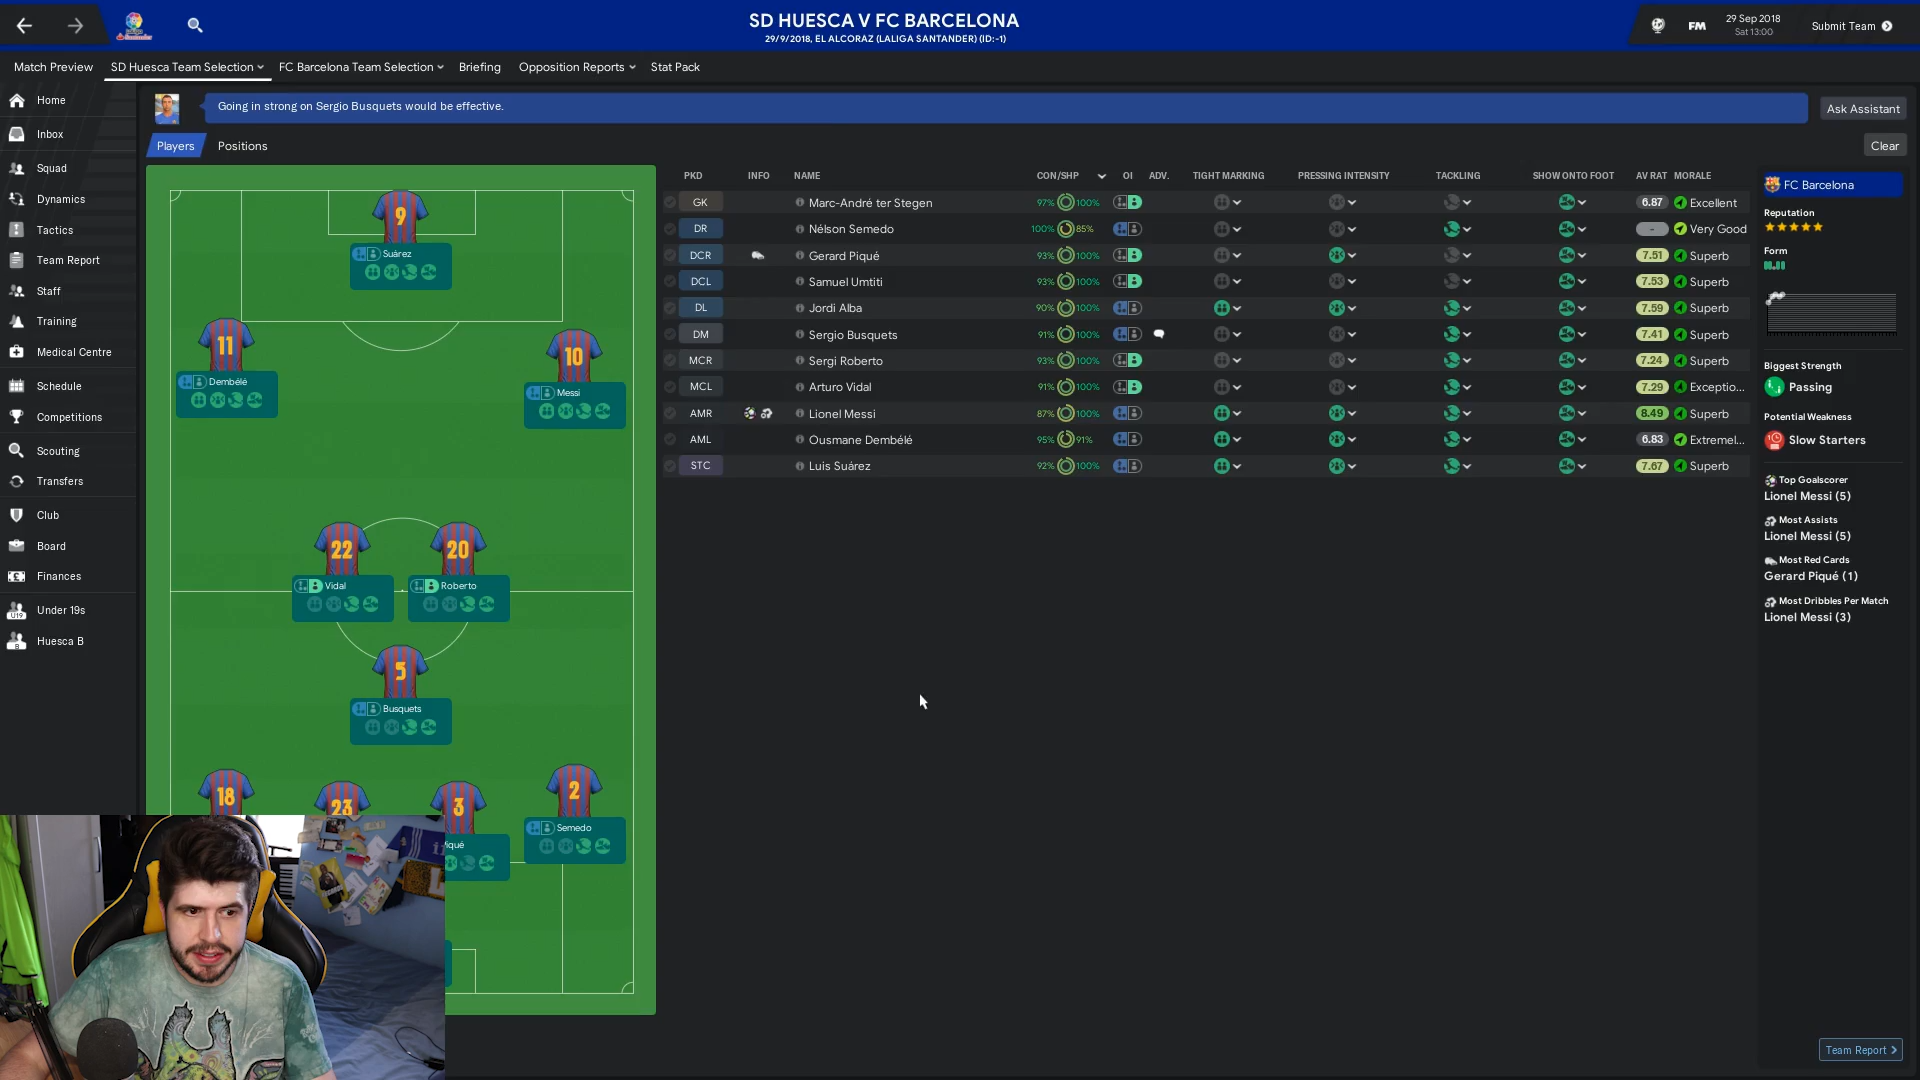 SD HUESCA V FC BARCELONA
29/9/2018, EL ALCORAZ (LALIGA SANTANDER) (ID:-1)
FM
29 Sep 2018
Sat 13:00
Submit Team
Match Preview
SD Huesca Team Selection
FC Barcelona Team Selection
Briefing
Opposition Reports
Stat Pack
Home
Inbox
Squad
Dynamics
Tactics
Team Report
Staff
Training
Medical Centre
Schedule
Competitions
Scouting
Transfers
Club
Board
Finances
Under 19s
Huesca B
Going in strong on Sergio Busquets would be effective.
Ask Assistant
Players
Positions
Clear
9
Suárez
11
Dembélé
10
Messi
22
Vidal
20
Roberto
5
Busquets
18
23
3
iqué
2
Semedo
PKD INFO NAME CON/SHP OI ADV. TIGHT MARKING PRESSING INTENSITY TACKLING SHOW ONTO FOOT AV RAT MORALE
GK Marc-André ter Stegen 97% 100% 6.87 Excellent
DR Nélson Semedo 100% 85% - Very Good
DCR Gerard Piqué 93% 100% 7.51 Superb
DCL Samuel Umtiti 93% 100% 7.53 Superb
DL Jordi Alba 90% 100% 7.59 Superb
DM Sergio Busquets 91% 100% 7.41 Superb
MCR Sergi Roberto 93% 100% 7.24 Superb
MCL Arturo Vidal 91% 100% 7.29 Exceptio...
AMR Lionel Messi 87% 100% 8.49 Superb
AML Ousmane Dembélé 95% 91% 6.83 Extremel...
STC Luis Suárez 92% 100% 7.67 Superb
FC Barcelona
Reputation
Form
Biggest Strength
Passing
Potential Weakness
Slow Starters
Top Goalscorer
Lionel Messi (5)
Most Assists
Lionel Messi (5)
Most Red Cards
Gerard Piqué (1)
Most Dribbles Per Match
Lionel Messi (3)
Team Report